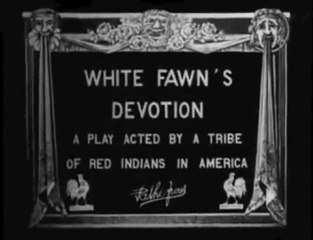 WHITE FAWN'S
DEVOTION
A PLAY ACTED BY A TRIBE
OF RED INDIANS IN AMERICA
Pathé Frères